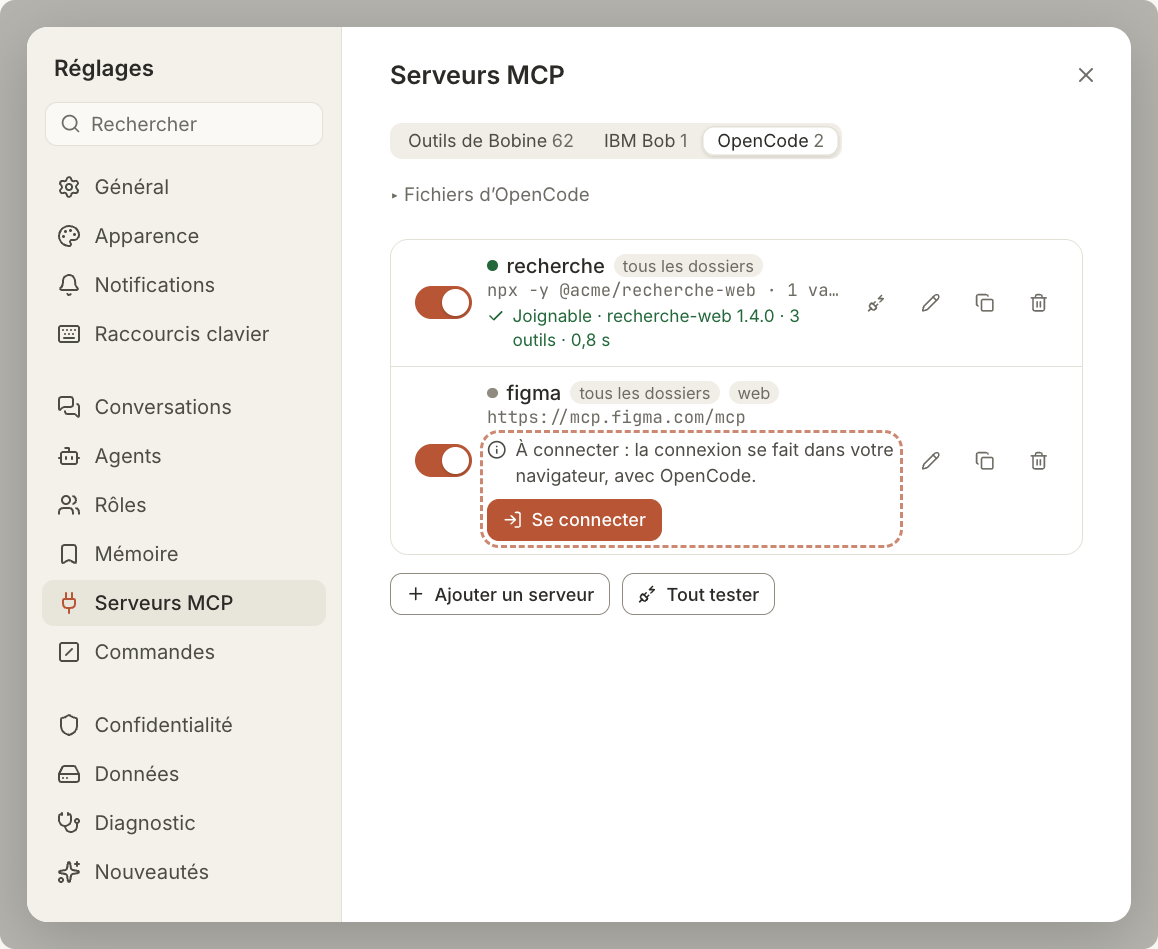 Réglages
Rechercher
Général
Apparence
Notifications
Raccourcis clavier
Conversations
Agents
Rôles
Mémoire
Serveurs MCP
Commandes
Confidentialité
Données
Diagnostic
Nouveautés
Serveurs MCP
Outils de Bobine 62 IBM Bob 1 OpenCode 2
Fichiers d’OpenCode
recherche tous les dossiers
npx -y @acme/recherche-web · 1 va…
Joignable · recherche-web 1.4.0 · 3
outils · 0,8 s
figma tous les dossiers web
https://mcp.figma.com/mcp
À connecter : la connexion se fait dans votre
navigateur, avec OpenCode.
Se connecter
Ajouter un serveur Tout tester